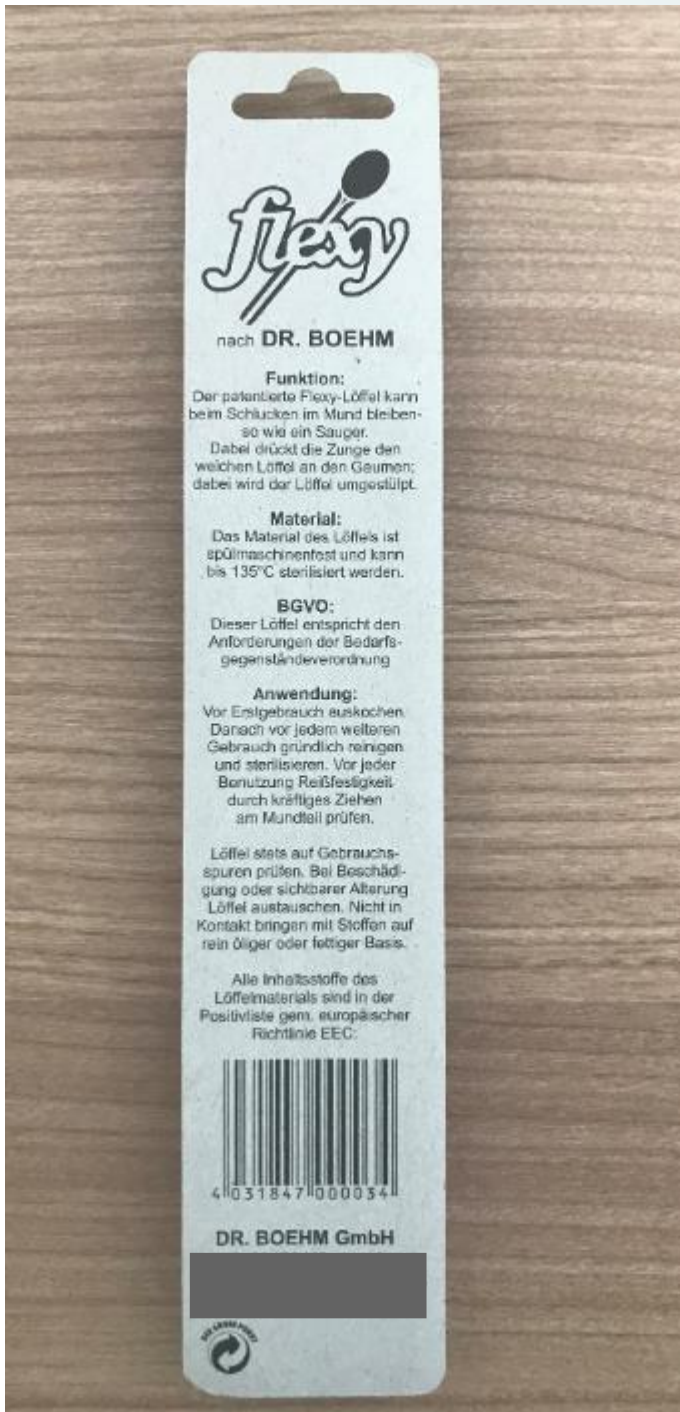 flexy
nach DR. BOEHM
Funktion:
Der patentierte Flexy-Löffel kann
beim Schlucken im Mund bleiben-
so wie ein Sauger.
Dabei drückt die Zunge den
weichen Löffel an den Gaumen;
dabei wird der Löffel umgestülpt.
Material:
Das Material des Löffels ist
spülmaschinenfest und kann
bis 135°C sterilisiert werden.
BGVO:
Dieser Löffel entspricht den
Anforderungen der Bedarfs-
gegenständeverordnung
Anwendung:
Vor Erstgebrauch auskochen.
Danach vor jedem weiteren
Gebrauch gründlich reinigen
und sterilisieren. Vor jeder
Benutzung Reißfestigkeit
durch kräftiges Ziehen
am Mundteil prüfen.
Löffel stets auf Gebrauchs-
spuren prüfen. Bei Beschädi-
gung oder sichtbarer Alterung
Löffel austauschen. Nicht in
Kontakt bringen mit Stoffen auf
rein öliger oder fettiger Basis.
Alle Inhaltsstoffe des
Löffelmaterials sind in der
Positivliste gem. europäischer
Richtlinie EEC.
4 031847 000034
DR. BOEHM GmbH
DER GRÜNE PUNKT